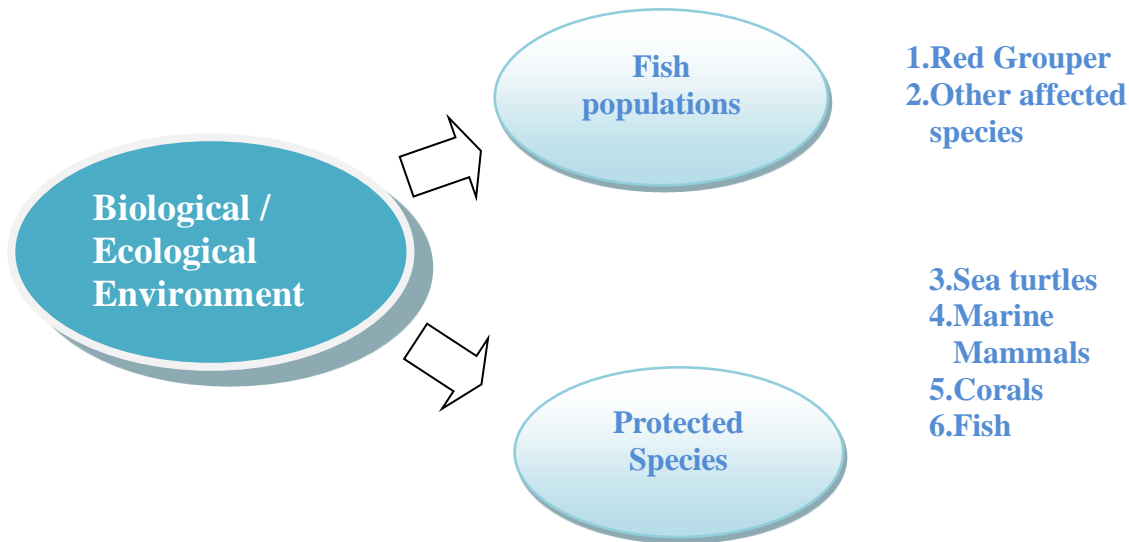 Biological /
Ecological
Environment
Fish
populations
1.Red Grouper
2.Other affected
species
Protected
Species
3.Sea turtles
4.Marine
Mammals
5.Corals
6.Fish